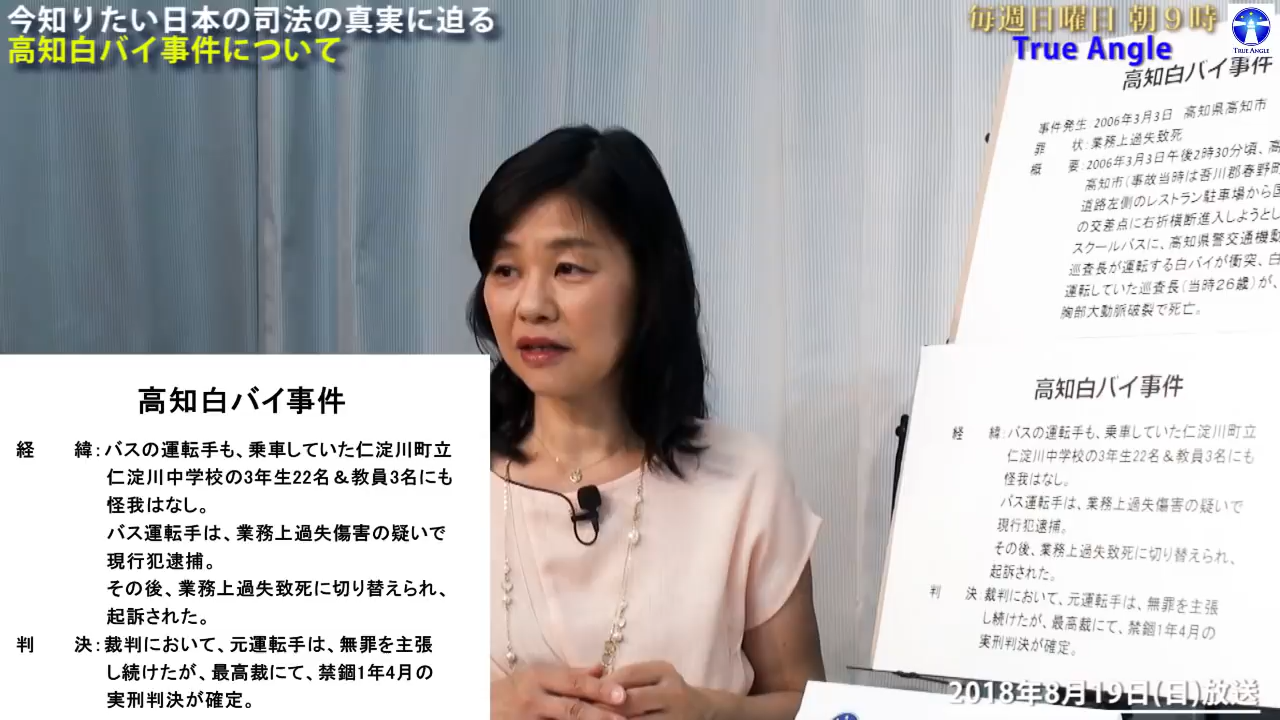 今知りたい日本の司法の真実に迫る
高知白バイ事件について
毎週日曜日 朝9時
True Angle
TRUE ANGLE
高知白バイ事件
事件発生:2006年3月3日 高知県高知市
罪 状:業務上過失致死
概 要:2006年3月3日午後2時30分頃、高
高知市(事故当時は吾川郡春野町
道路左側のレストラン駐車場から国
の交差点に右折横断進入しようとし
スクールバスに、高知県警交通機動
巡査長が運転する白バイが衝突、白
運転していた巡査長(当時26歳)が、
胸部大動脈破裂で死亡。
高知白バイ事件
経 緯:バスの運転手も、乗車していた仁淀川町立
仁淀川中学校の3年生22名&教員3名にも
怪我はなし。
バス運転手は、業務上過失傷害の疑いで
現行犯逮捕。
その後、業務上過失致死に切り替えられ、
起訴された。
判 決:裁判において、元運転手は、無罪を主張
し続けたが、最高裁にて、禁錮1年4月の
実刑判決が確定。
高知白バイ事件
経 緯:バスの運転手も、乗車していた仁淀川町立
仁淀川中学校の3年生22名&教員3名にも
怪我はなし。
バス運転手は、業務上過失傷害の疑いで
現行犯逮捕。
その後、業務上過失致死に切り替えられ、
起訴された。
判 決:裁判において、元運転手は、無罪を主張
し続けたが、最高裁にて、禁錮1年4月の
実刑判決が確定。
2018年8月19日(日)放送